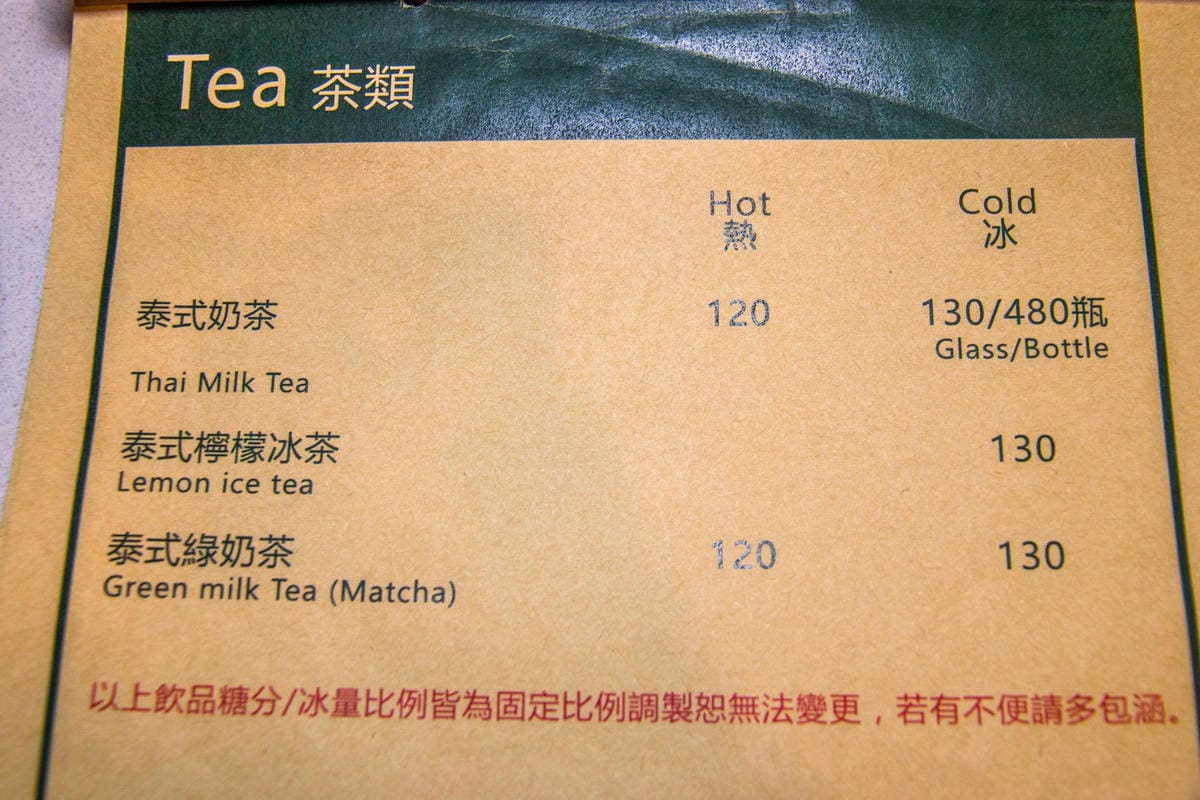 Tea 茶類
Hot Cold
熱 冰
泰式奶茶 120 130/480瓶
Glass/Bottle
Thai Milk Tea
泰式檸檬冰茶 130
Lemon ice tea
泰式綠奶茶 120 130
Green milk Tea (Matcha)
以上飲品糖分/冰量比例皆為固定比例調製恕無法變更，若有不便請多包涵。